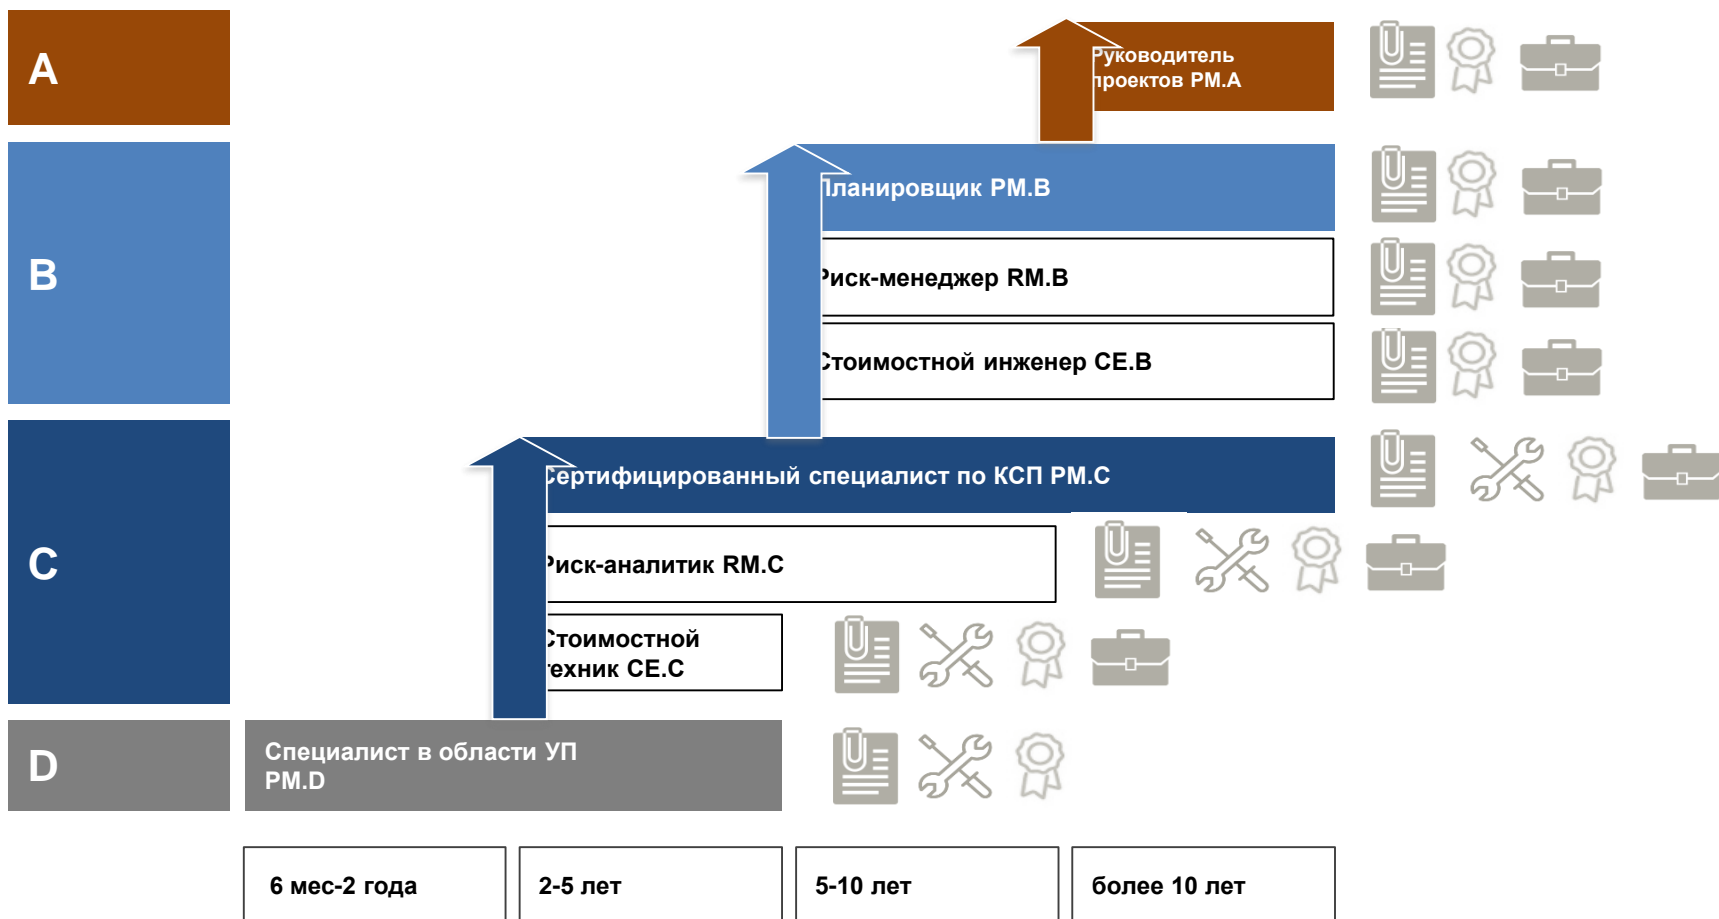 A
Руководитель
проектов PM.A
B
Планировщик PM.B
Риск-менеджер RM.B
Стоимостной инженер CE.B
C
Сертифицированный специалист по КСП PM.C
Риск-аналитик RM.C
Стоимостной
техник CE.C
D
Специалист в области УП
PM.D
6 мес-2 года
2-5 лет
5-10 лет
более 10 лет